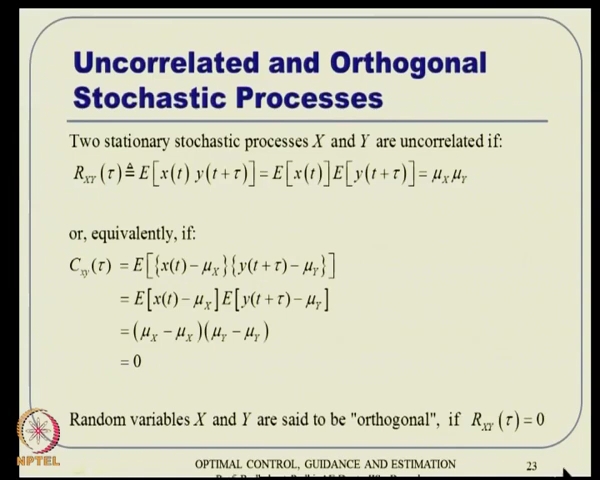 Uncorrelated and Orthogonal
Stochastic Processes
Two stationary stochastic processes X and Y are uncorrelated if:
R_XY(τ) ≜ E[x(t) y(t+τ)] = E[x(t)]E[y(t+τ)] = μ_X μ_Y
or, equivalently, if:
C_xy(τ) = E[{x(t) − μ_X}{y(t+τ) − μ_Y}]
= E[x(t) − μ_X]E[y(t+τ) − μ_Y]
= (μ_X − μ_X)(μ_Y − μ_Y)
= 0
Random variables X and Y are said to be "orthogonal", if R_XY(τ) = 0
NPTEL
OPTIMAL CONTROL, GUIDANCE AND ESTIMATION 23